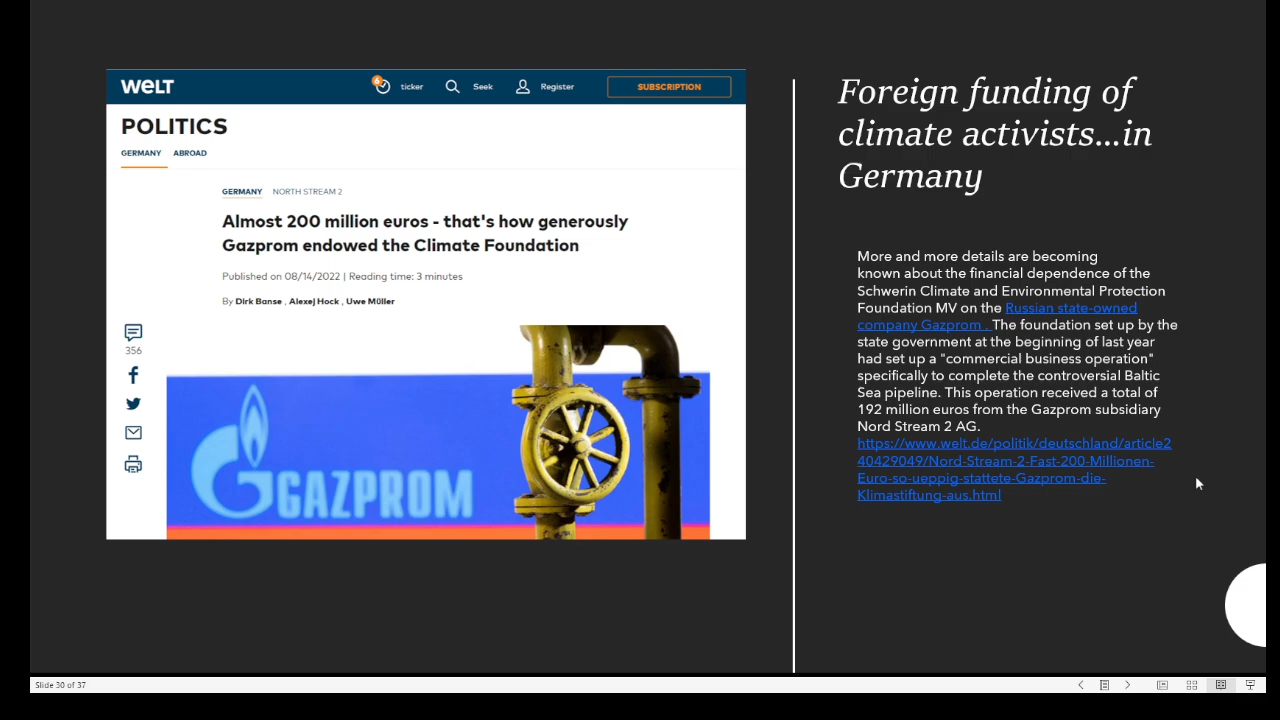 WELT
6
ticker
Seek
Register
SUBSCRIPTION
POLITICS
GERMANY
ABROAD
GERMANY
NORTH STREAM 2
Almost 200 million euros - that's how generously
Gazprom endowed the Climate Foundation
Published on 08/14/2022 | Reading time: 3 minutes
By Dirk Banse , Alexej Hock , Uwe Müller
356
GAZPROM
Foreign funding of
climate activists...in
Germany
More and more details are becoming
known about the financial dependence of the
Schwerin Climate and Environmental Protection
Foundation MV on the Russian state-owned
company Gazprom . The foundation set up by the
state government at the beginning of last year
had set up a "commercial business operation"
specifically to complete the controversial Baltic
Sea pipeline. This operation received a total of
192 million euros from the Gazprom subsidiary
Nord Stream 2 AG.
https://www.welt.de/politik/deutschland/article2
40429049/Nord-Stream-2-Fast-200-Millionen-
Euro-so-ueppig-stattete-Gazprom-die-
Klimastiftung-aus.html
Slide 30 of 37